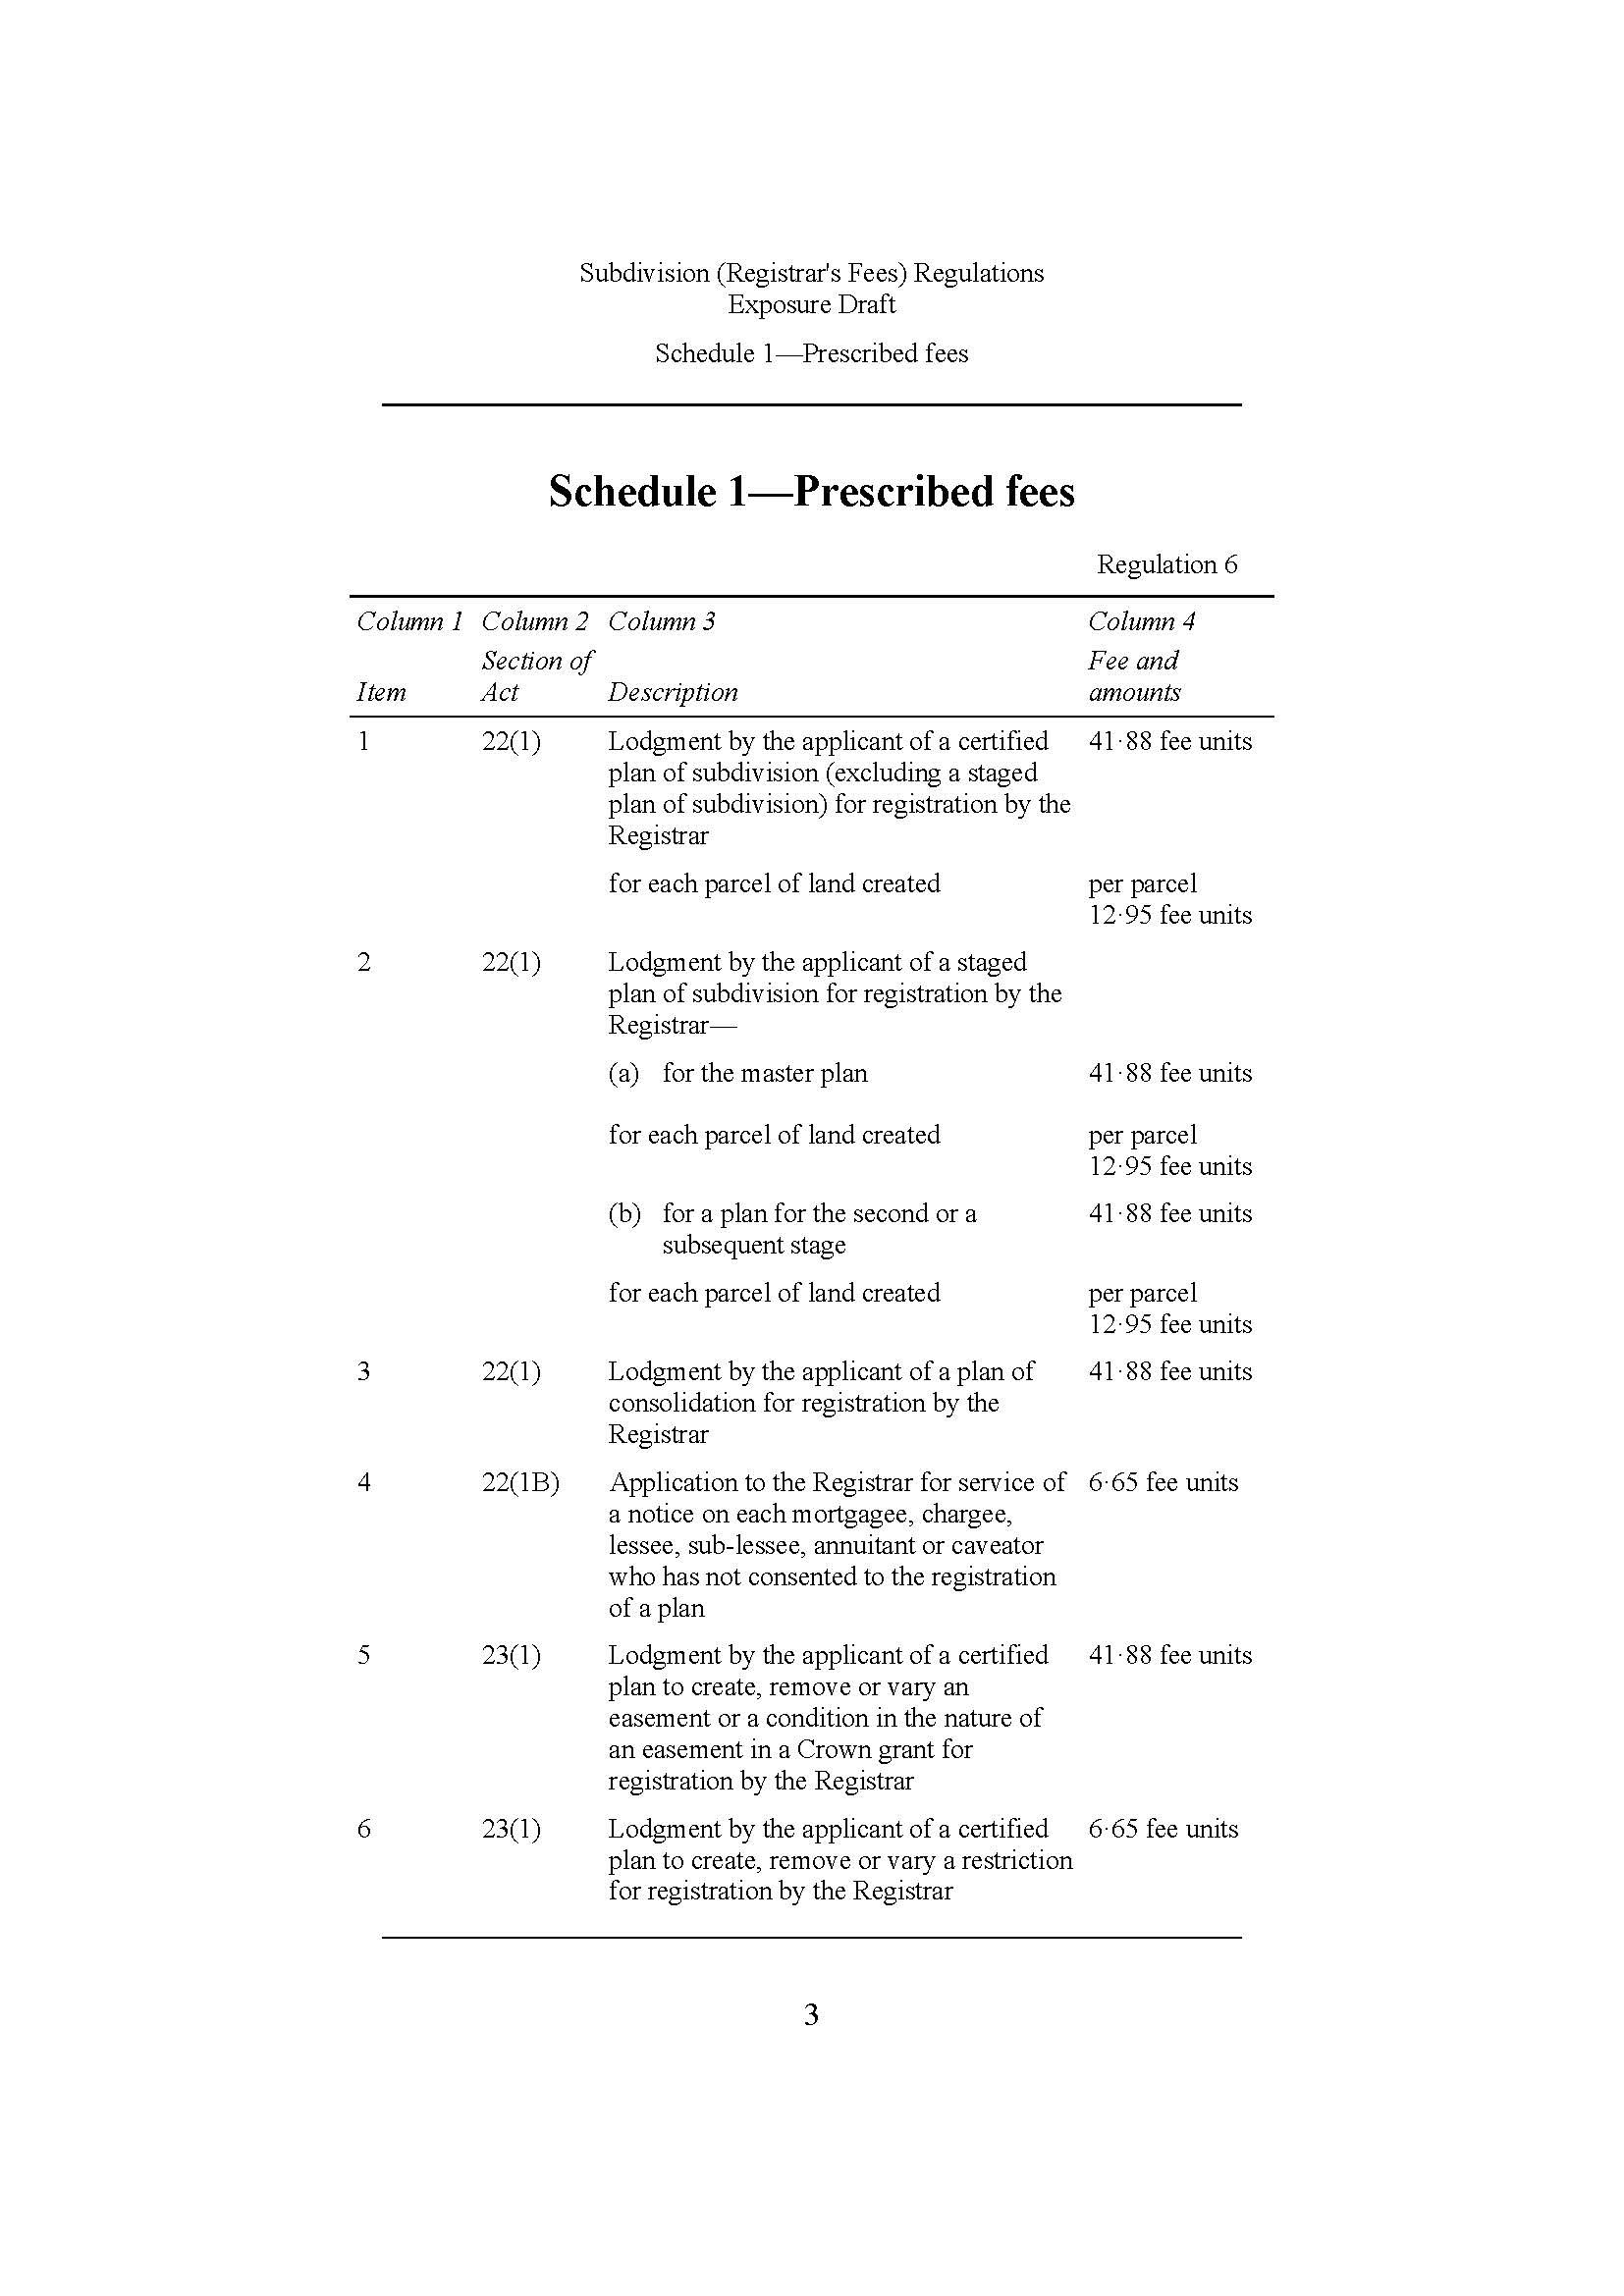 Subdivision (Registrar's Fees) Regulations
Exposure Draft
Schedule 1—Prescribed fees
Schedule 1—Prescribed fees
Regulation 6
Column 1 Column 2 Column 3 Column 4
Section of Fee and
Item Act Description amounts
1 22(1) Lodgment by the applicant of a certified 41·88 fee units
plan of subdivision (excluding a staged
plan of subdivision) for registration by the
Registrar
for each parcel of land created per parcel
12·95 fee units
2 22(1) Lodgment by the applicant of a staged
plan of subdivision for registration by the
Registrar—
(a) for the master plan 41·88 fee units
for each parcel of land created per parcel
12·95 fee units
(b) for a plan for the second or a 41·88 fee units
subsequent stage
for each parcel of land created per parcel
12·95 fee units
3 22(1) Lodgment by the applicant of a plan of 41·88 fee units
consolidation for registration by the
Registrar
4 22(1B) Application to the Registrar for service of 6·65 fee units
a notice on each mortgagee, chargee,
lessee, sub-lessee, annuitant or caveator
who has not consented to the registration
of a plan
5 23(1) Lodgment by the applicant of a certified 41·88 fee units
plan to create, remove or vary an
easement or a condition in the nature of
an easement in a Crown grant for
registration by the Registrar
6 23(1) Lodgment by the applicant of a certified 6·65 fee units
plan to create, remove or vary a restriction
for registration by the Registrar
3